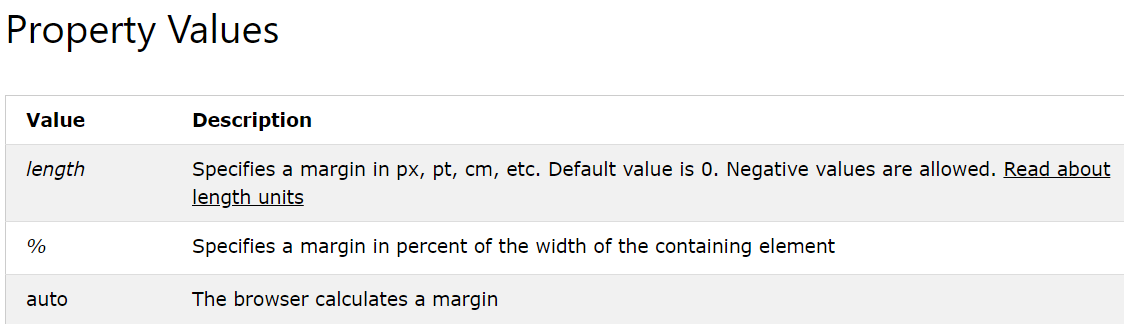 Property Values
Value Description
length Specifies a margin in px, pt, cm, etc. Default value is 0. Negative values are allowed. Read about
length units
% Specifies a margin in percent of the width of the containing element
auto The browser calculates a margin